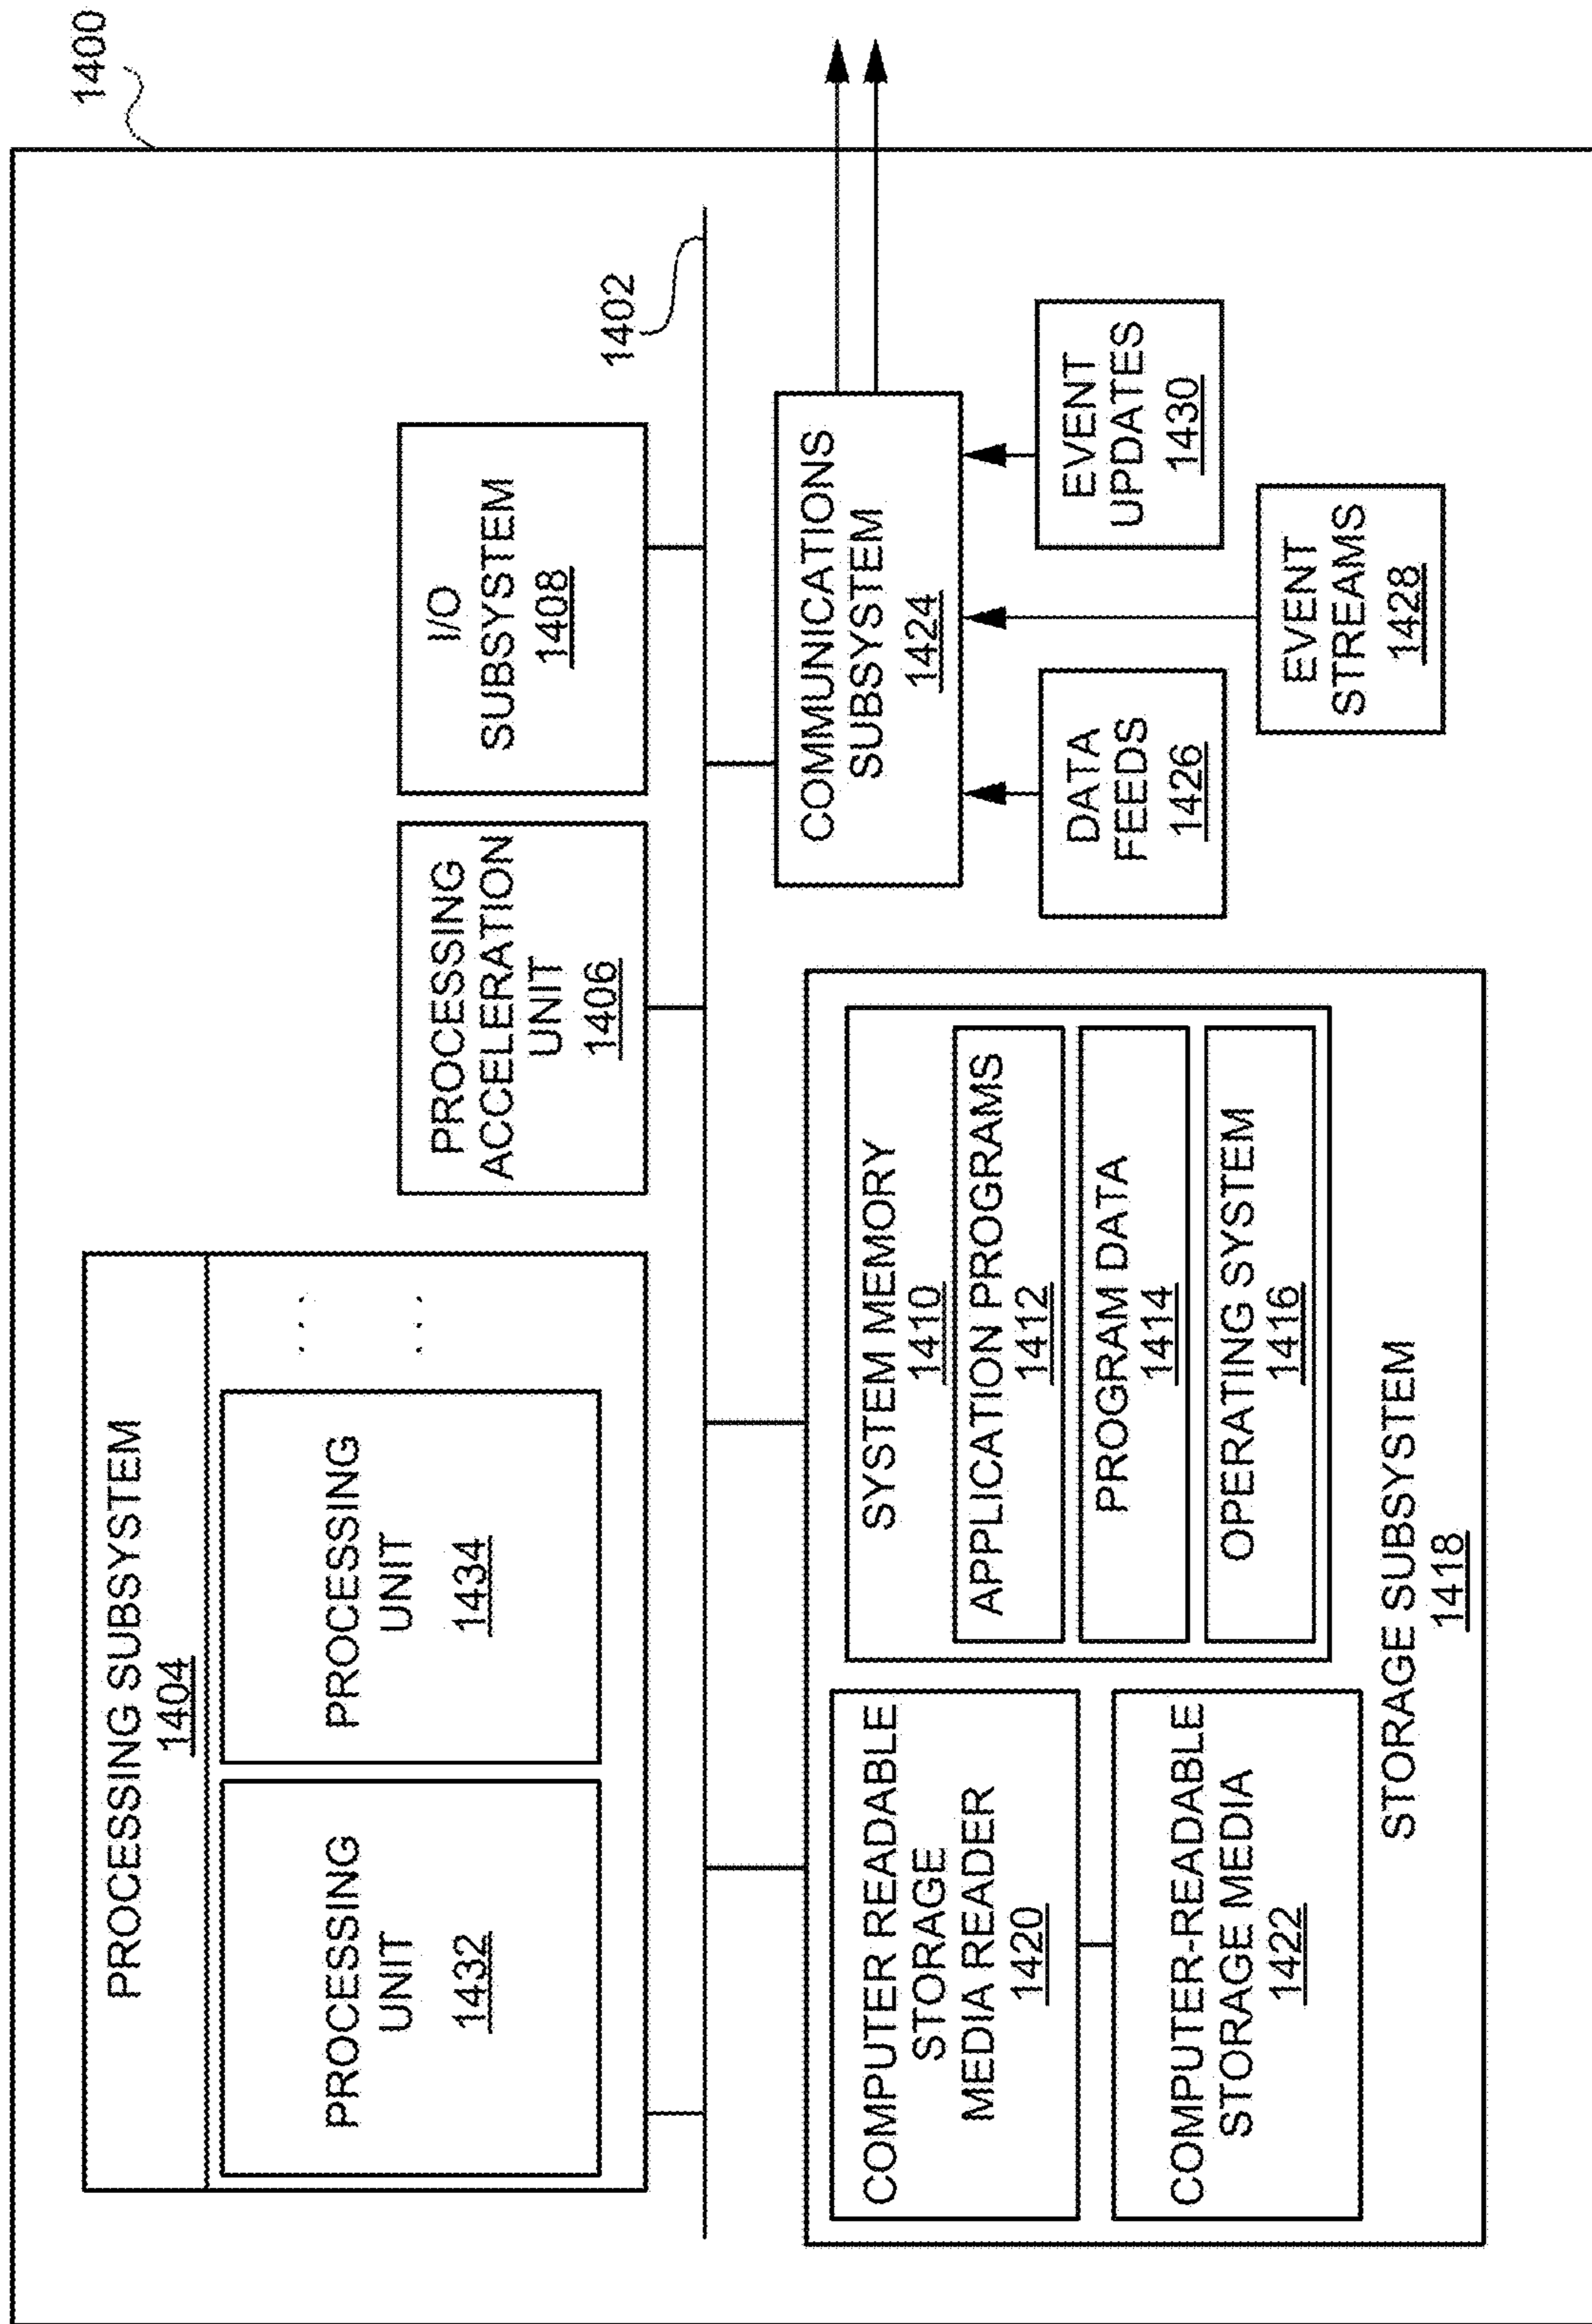 1400
PROCESSING SUBSYSTEM
1404
PROCESSING
UNIT
1432
PROCESSING
UNIT
1434
. . .
. . .
PROCESSING
ACCELERATION
UNIT
1406
I/O
SUBSYSTEM
1408
1402
COMPUTER READABLE
STORAGE
MEDIA READER
1420
COMPUTER-READABLE
STORAGE MEDIA
1422
SYSTEM MEMORY
1410
APPLICATION PROGRAMS
1412
PROGRAM DATA
1414
OPERATING SYSTEM
1416
STORAGE SUBSYSTEM
1418
COMMUNICATIONS
SUBSYSTEM
1424
DATA
FEEDS
1426
EVENT
STREAMS
1428
EVENT
UPDATES
1430